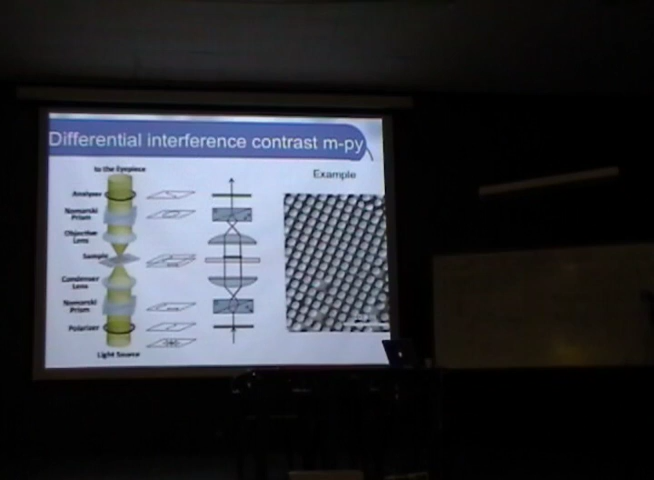 Differential interference contrast m-py
to the Eyepiece
Example
Analyzer
Nomarski
Prism
Objective
Lens
Sample
Condenser
Lens
Nomarski
Prism
Polarizer
Light Source